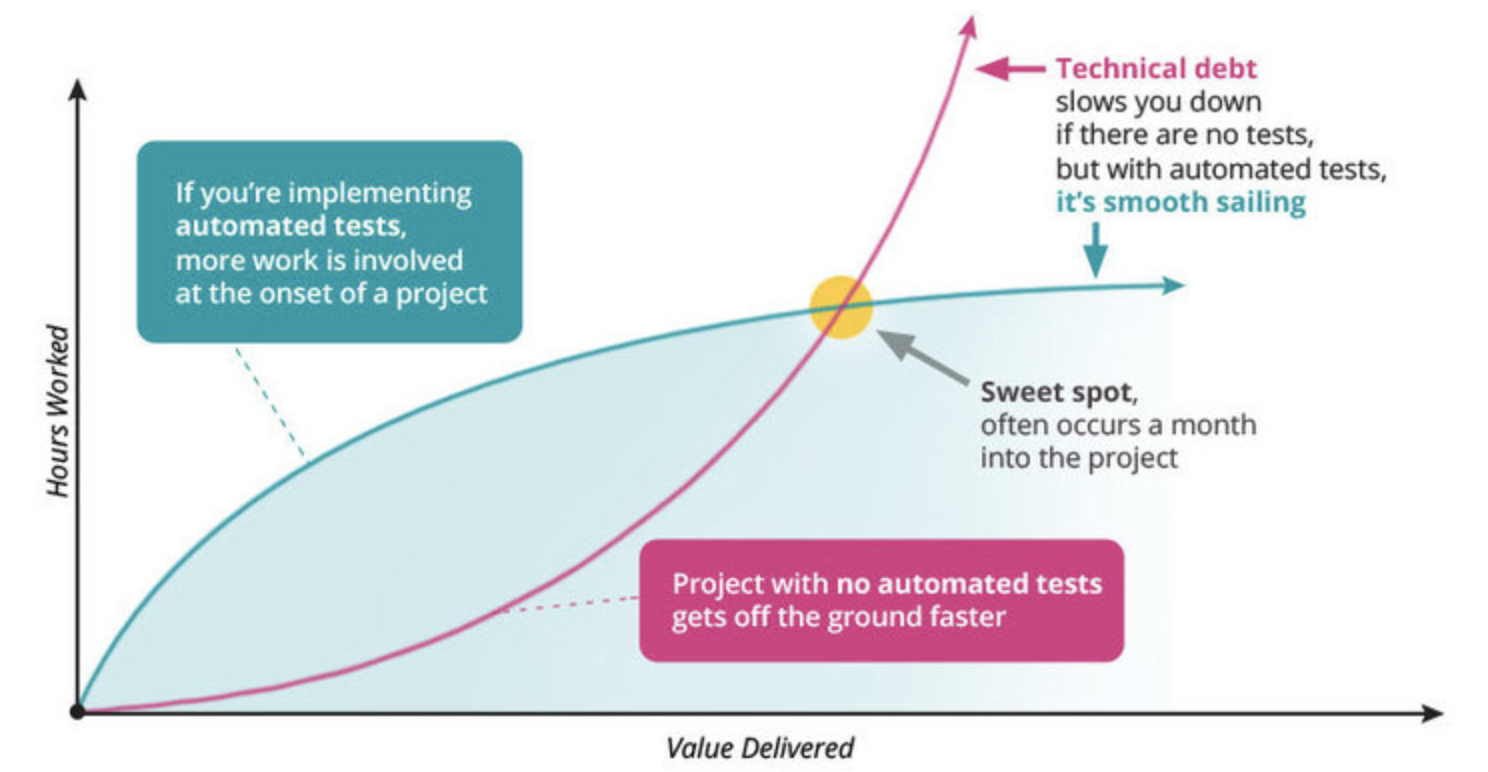 Technical debt
slows you down
if there are no tests,
but with automated tests,
it's smooth sailing
If you're implementing
automated tests,
more work is involved
at the onset of a project
Hours Worked
Sweet spot,
often occurs a month
into the project
Project with no automated tests
gets off the ground faster
Value Delivered